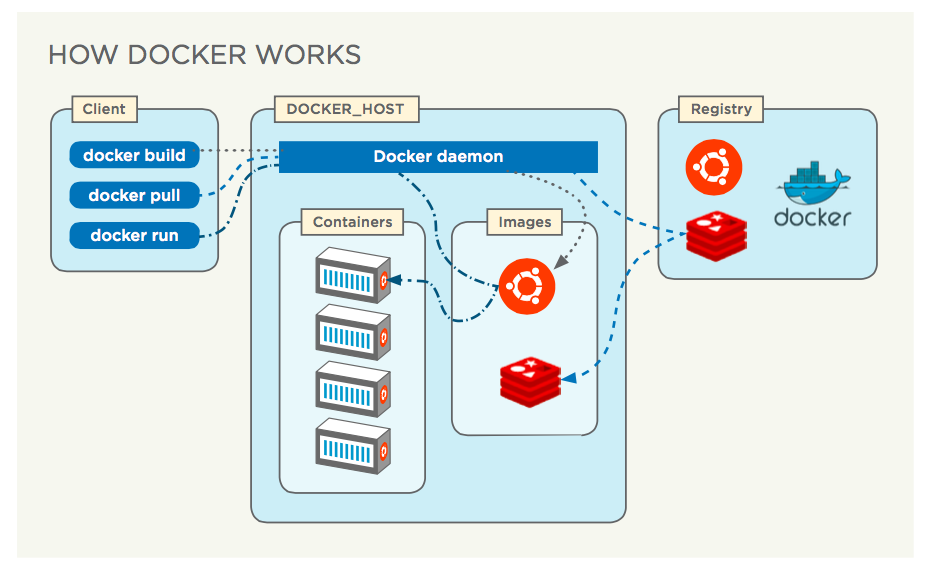 HOW DOCKER WORKS
Client
DOCKER_HOST
Registry
docker build
docker pull
docker run
Docker daemon
Containers
Images
docker